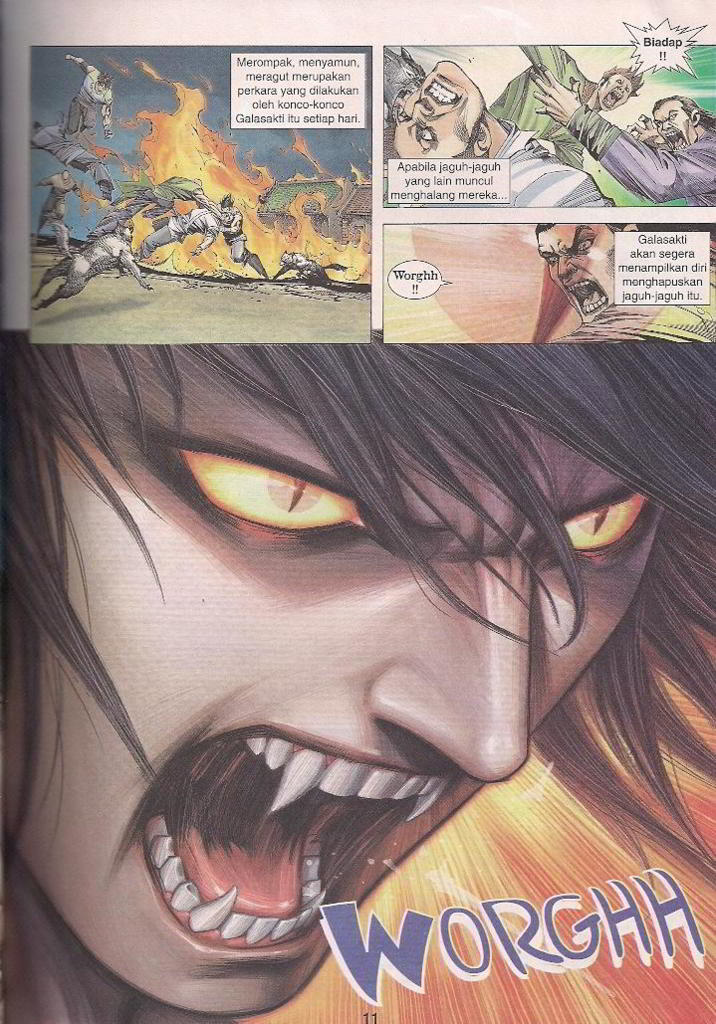 Merompak, menyamun,
meragut merupakan
perkara yang dilakukan
oleh konco-konco
Galasakti itu setiap hari.
Biadap
!!
Apabila jaguh-jaguh
yang lain muncul
menghalang mereka...
Worghh
!!
Galasakti
akan segera
menampilkan diri
menghapuskan
jaguh-jaguh itu.
WORGHH
11